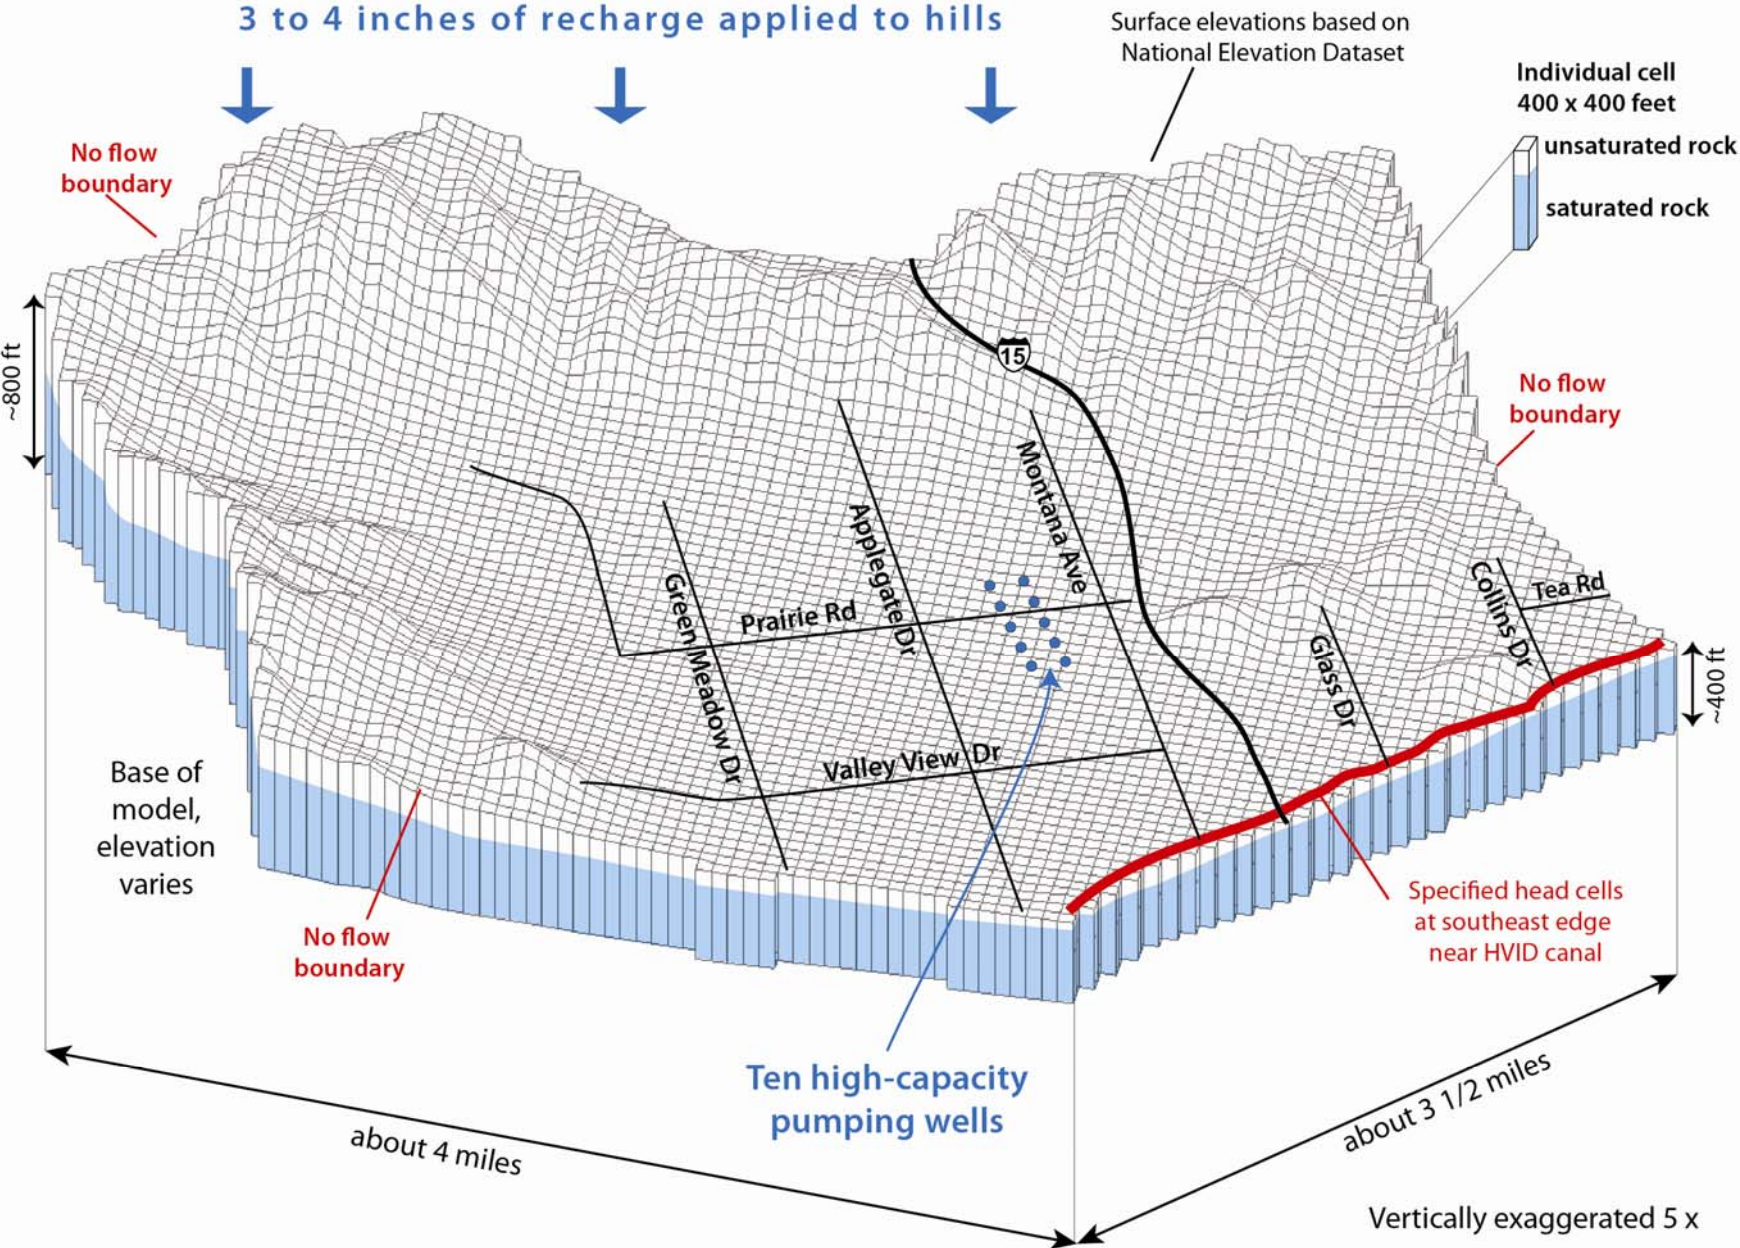 3 to 4 inches of recharge applied to hills
Surface elevations based on
National Elevation Dataset
Individual cell
400 x 400 feet
unsaturated rock
saturated rock
No flow
boundary
~800 ft
15
No flow
boundary
Montana Ave
Applegate Dr
Green Meadow Dr
Prairie Rd
Collins Dr
Tea Rd
Glass Dr
~400 ft
Valley View Dr
Base of
model,
elevation
varies
No flow
boundary
Specified head cells
at southeast edge
near HVID canal
Ten high-capacity
pumping wells
about 4 miles
about 3 1/2 miles
Vertically exaggerated 5 x